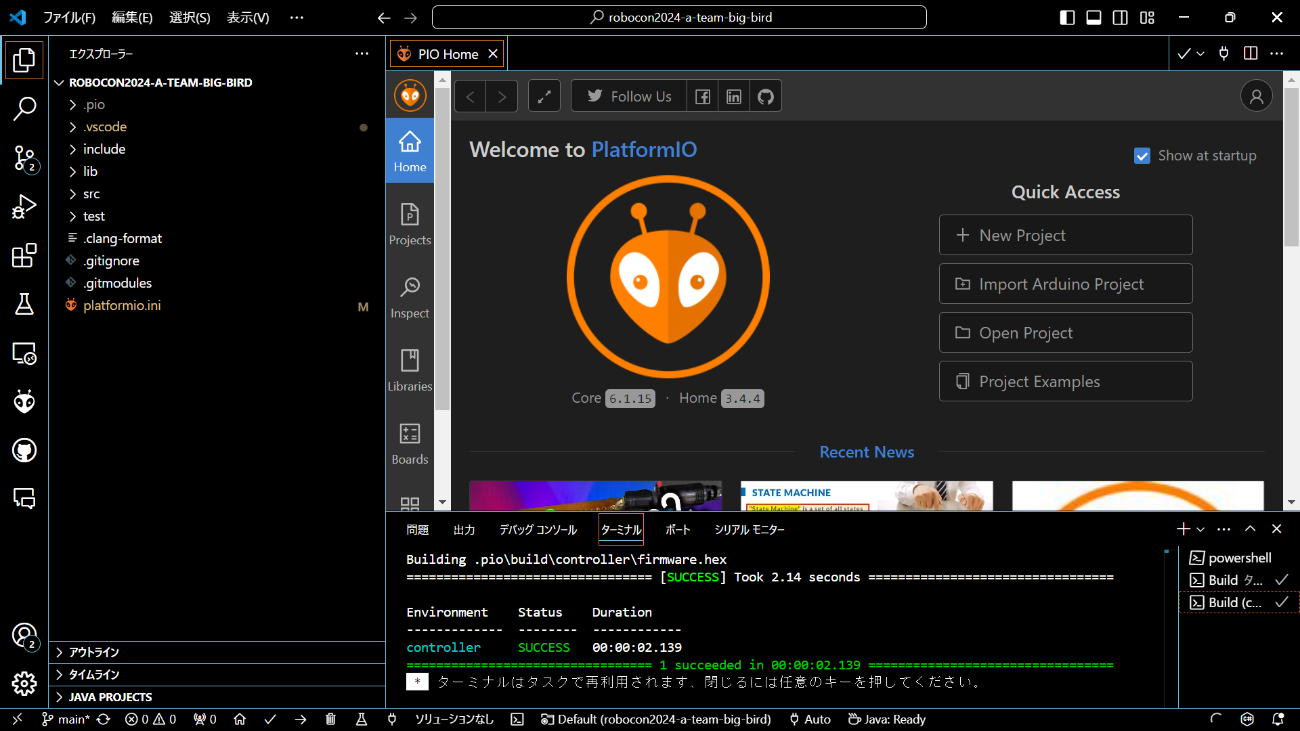 ファイル(F) 編集(E) 選択(S) 表示(V) ··· robocon2024-a-team-big-bird
エクスプローラー ···
ROBOCON2024-A-TEAM-BIG-BIRD
.pio
.vscode
include
lib
src
test
.clang-format
.gitignore
.gitmodules
platformio.ini M
2
2
アウトライン
タイムライン
JAVA PROJECTS
PIO Home
Follow Us
Home
Projects
Inspect
Libraries
Boards
Welcome to PlatformIO
Show at startup
Core 6.1.15 · Home 3.4.4
Quick Access
New Project
Import Arduino Project
Open Project
Project Examples
Recent News
STATE MACHINE
"State Machine" is a set of all states
問題 出力 デバッグ コンソール ターミナル ポート シリアル モニター
Building .pio\build\controller\firmware.hex
================================= [SUCCESS] Took 2.14 seconds =================================
Environment Status Duration
------------- -------- ------------
controller SUCCESS 00:00:02.139
================================= 1 succeeded in 00:00:02.139 =================================
* ターミナルはタスクで再利用されます、閉じるには任意のキーを押してください。
powershell
Build タ...
Build (c...
main* 0 0 0 ソリューションなし Default (robocon2024-a-team-big-bird) Auto Java: Ready